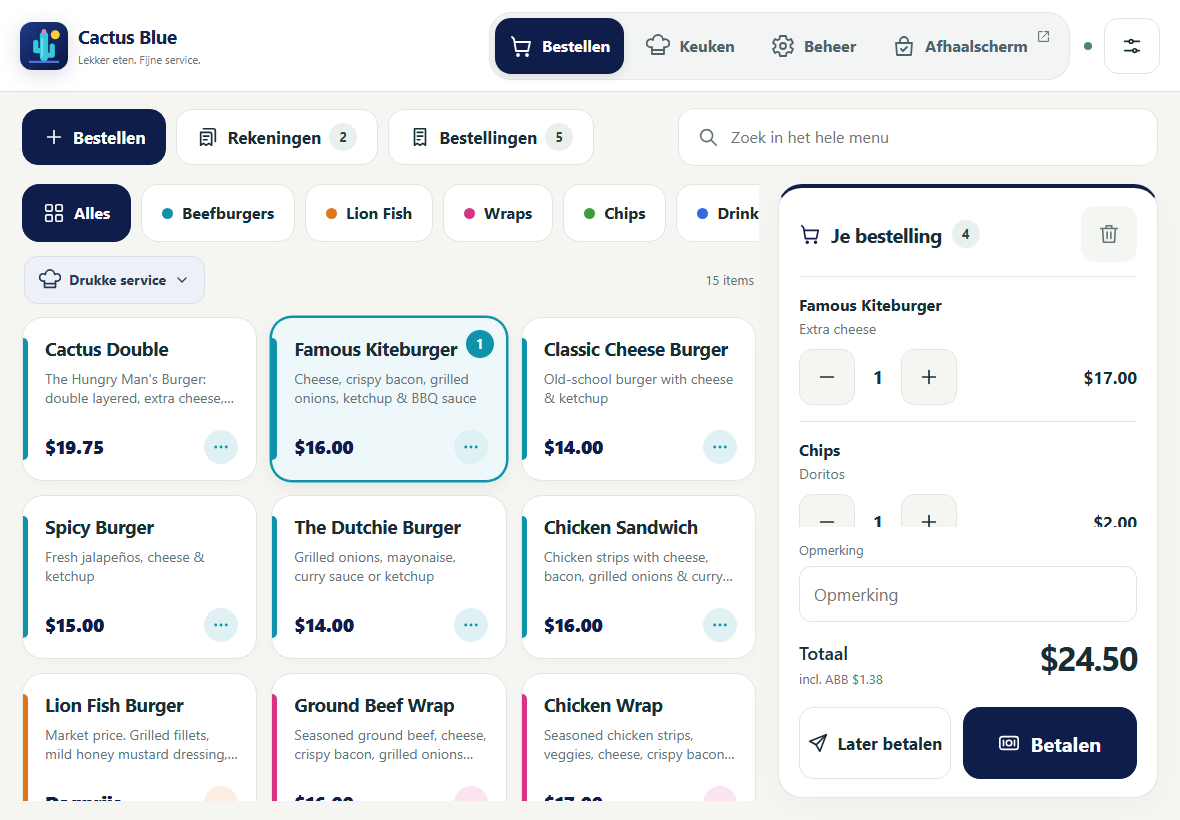 Cactus Blue
Lekker eten. Fijne service.
Bestellen
Keuken
Beheer
Afhaalscherm
Bestellen
Rekeningen 2
Bestellingen 5
Zoek in het hele menu
Alles
Beefburgers
Lion Fish
Wraps
Chips
Drink
Drukke service
15 items
Cactus Double
The Hungry Man's Burger:
double layered, extra cheese,...
$19.75
Famous Kiteburger 1
Cheese, crispy bacon, grilled
onions, ketchup & BBQ sauce
$16.00
Classic Cheese Burger
Old-school burger with cheese
& ketchup
$14.00
Spicy Burger
Fresh jalapeños, cheese &
ketchup
$15.00
The Dutchie Burger
Grilled onions, mayonaise,
curry sauce or ketchup
$14.00
Chicken Sandwich
Chicken strips with cheese,
bacon, grilled onions & curry...
$16.00
Lion Fish Burger
Market price. Grilled fillets,
mild honey mustard dressing,...
Ground Beef Wrap
Seasoned ground beef, cheese,
crispy bacon, grilled onions...
$16.00
Chicken Wrap
Seasoned chicken strips,
veggies, cheese, crispy bacon...
$17.00
Je bestelling 4
Famous Kiteburger
Extra cheese
1
$17.00
Chips
Doritos
1
$2.00
Opmerking
Opmerking
Totaal
incl. ABB $1.38
$24.50
Later betalen
Betalen